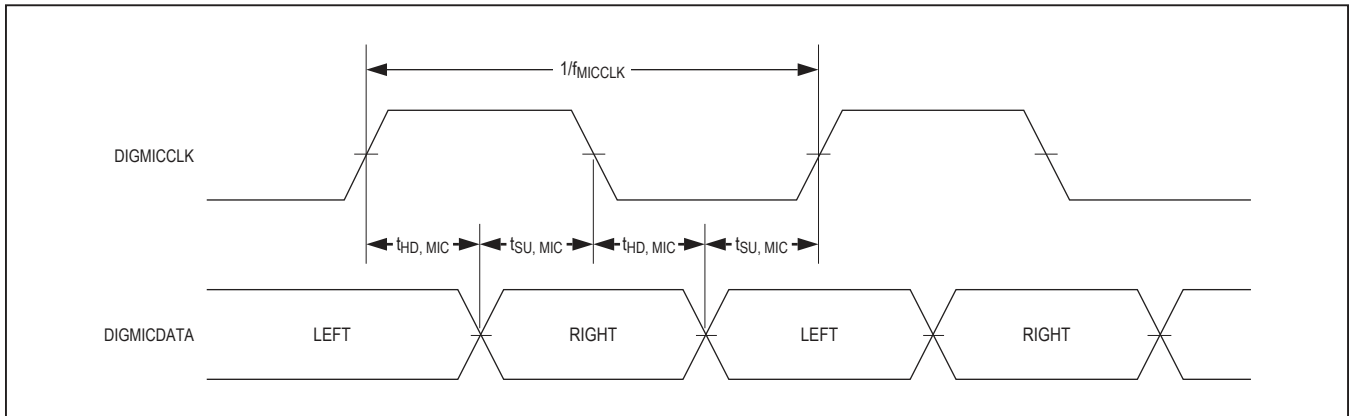 1/fMICCLK
DIGMICCLK
tHD, MIC tSU, MIC tHD, MIC tSU, MIC
DIGMICDATA LEFT RIGHT LEFT RIGHT